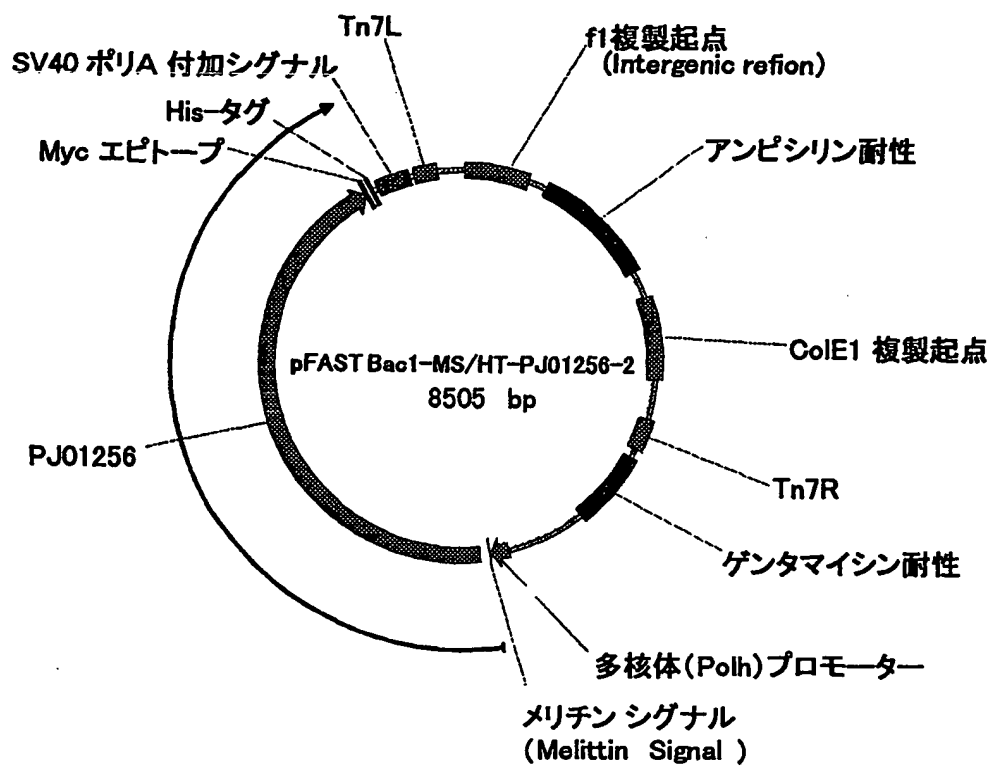 Tn7L
f1複製起点
(Intergenic refion)
SV40 ポリA 付加シグナル
His-タグ
Myc エピトープ
アンピシリン耐性
pFAST Bac1-MS/HT-PJ01256-2
8505 bp
ColE1 複製起点
PJ01256
Tn7R
ゲンタマイシン耐性
多核体(Polh)プロモーター
メリチン シグナル
(Melittin Signal )